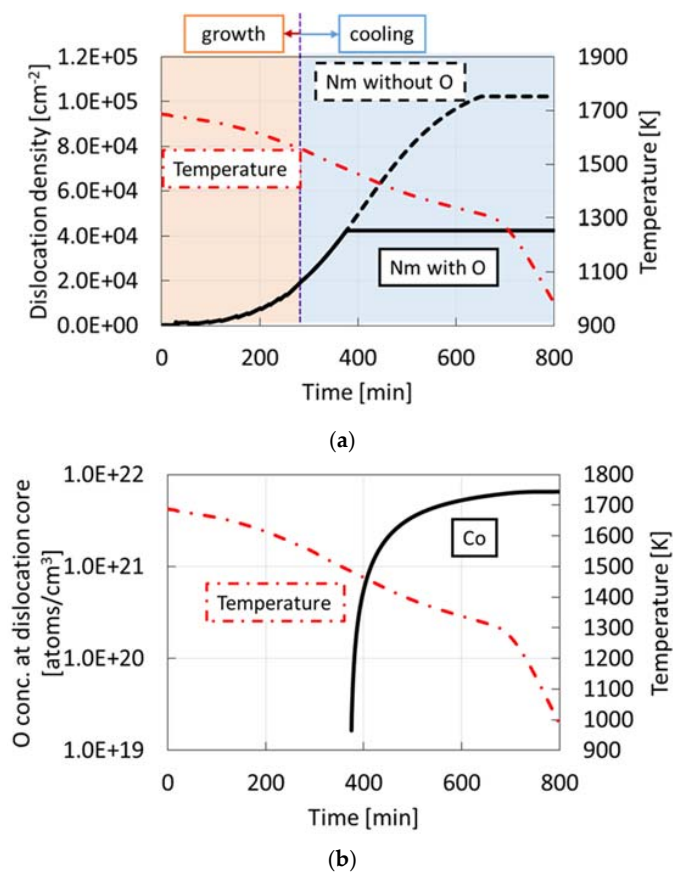 growth
cooling
1.2E+05
1.0E+05
8.0E+04
6.0E+04
4.0E+04
2.0E+04
0.0E+00
Dislocation density [cm-2]
Nm without O
Temperature
Nm with O
1900
1700
1500
1300
1100
900
Temperature [K]
0 200 400 600 800
Time [min]
(a)
1.0E+22
1.0E+21
1.0E+20
1.0E+19
O conc. at dislocation core
[atoms/cm3]
Co
Temperature
1800
1700
1600
1500
1400
1300
1200
1100
1000
900
Temperature [K]
0 200 400 600 800
Time [min]
(b)